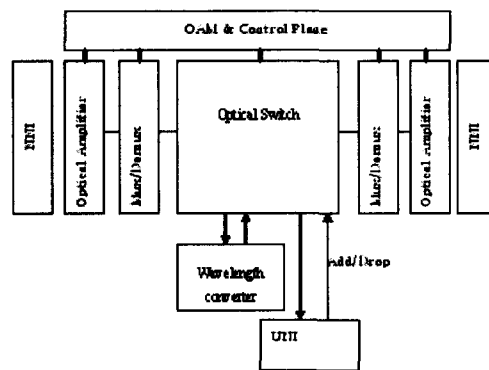 OAM & Control Plane
NNI
Optical Amplifier
Mux/Demux
Optical Switch
Mux/Demux
Optical Amplifier
NNI
Wavelength
converter
Add/Drop
UNI